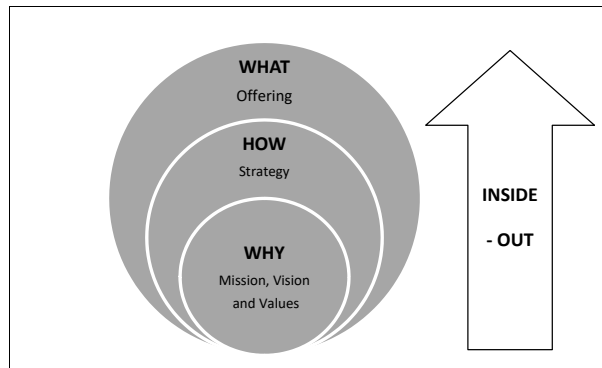 WHAT
Offering
HOW
Strategy
WHY
Mission, Vision
and Values
INSIDE
- OUT